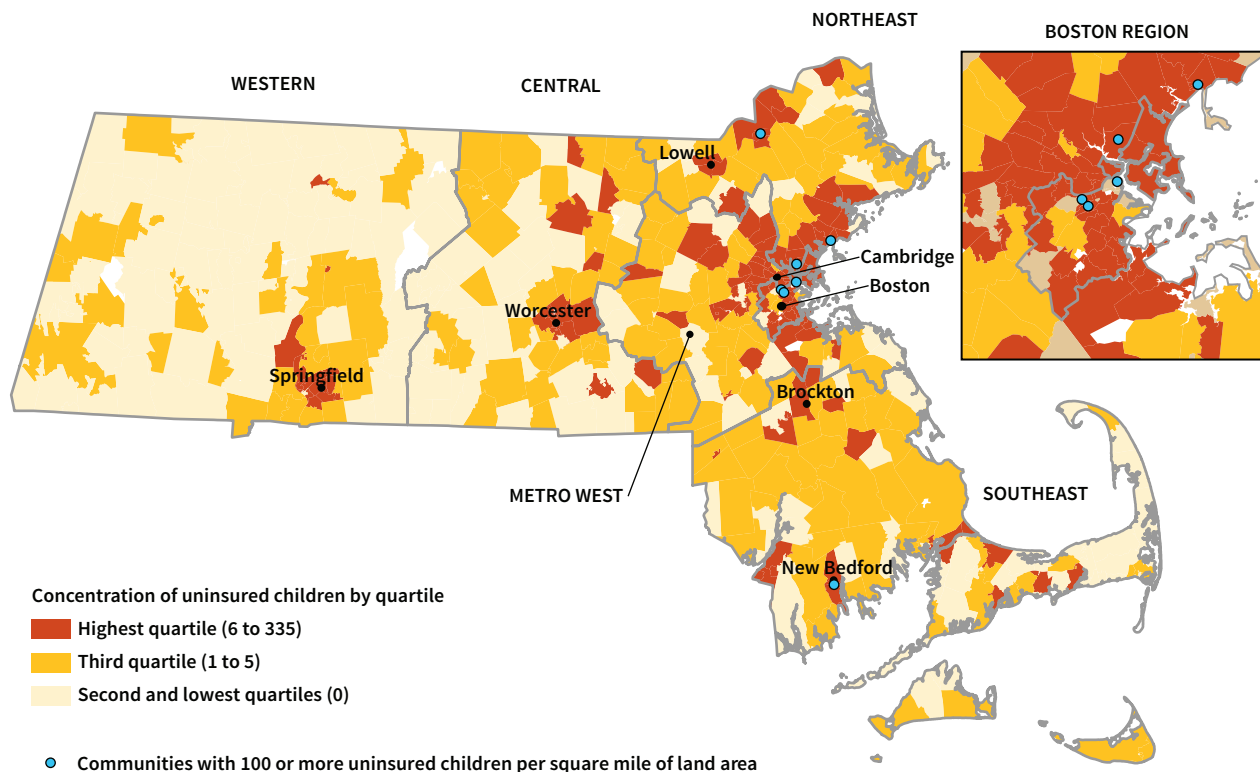 NORTHEAST
BOSTON REGION
WESTERN
CENTRAL
Lowell
Cambridge
Boston
Worcester
Springfield
Brockton
METRO WEST
SOUTHEAST
New Bedford
Concentration of uninsured children by quartile
Highest quartile (6 to 335)
Third quartile (1 to 5)
Second and lowest quartiles (0)
Communities with 100 or more uninsured children per square mile of land area